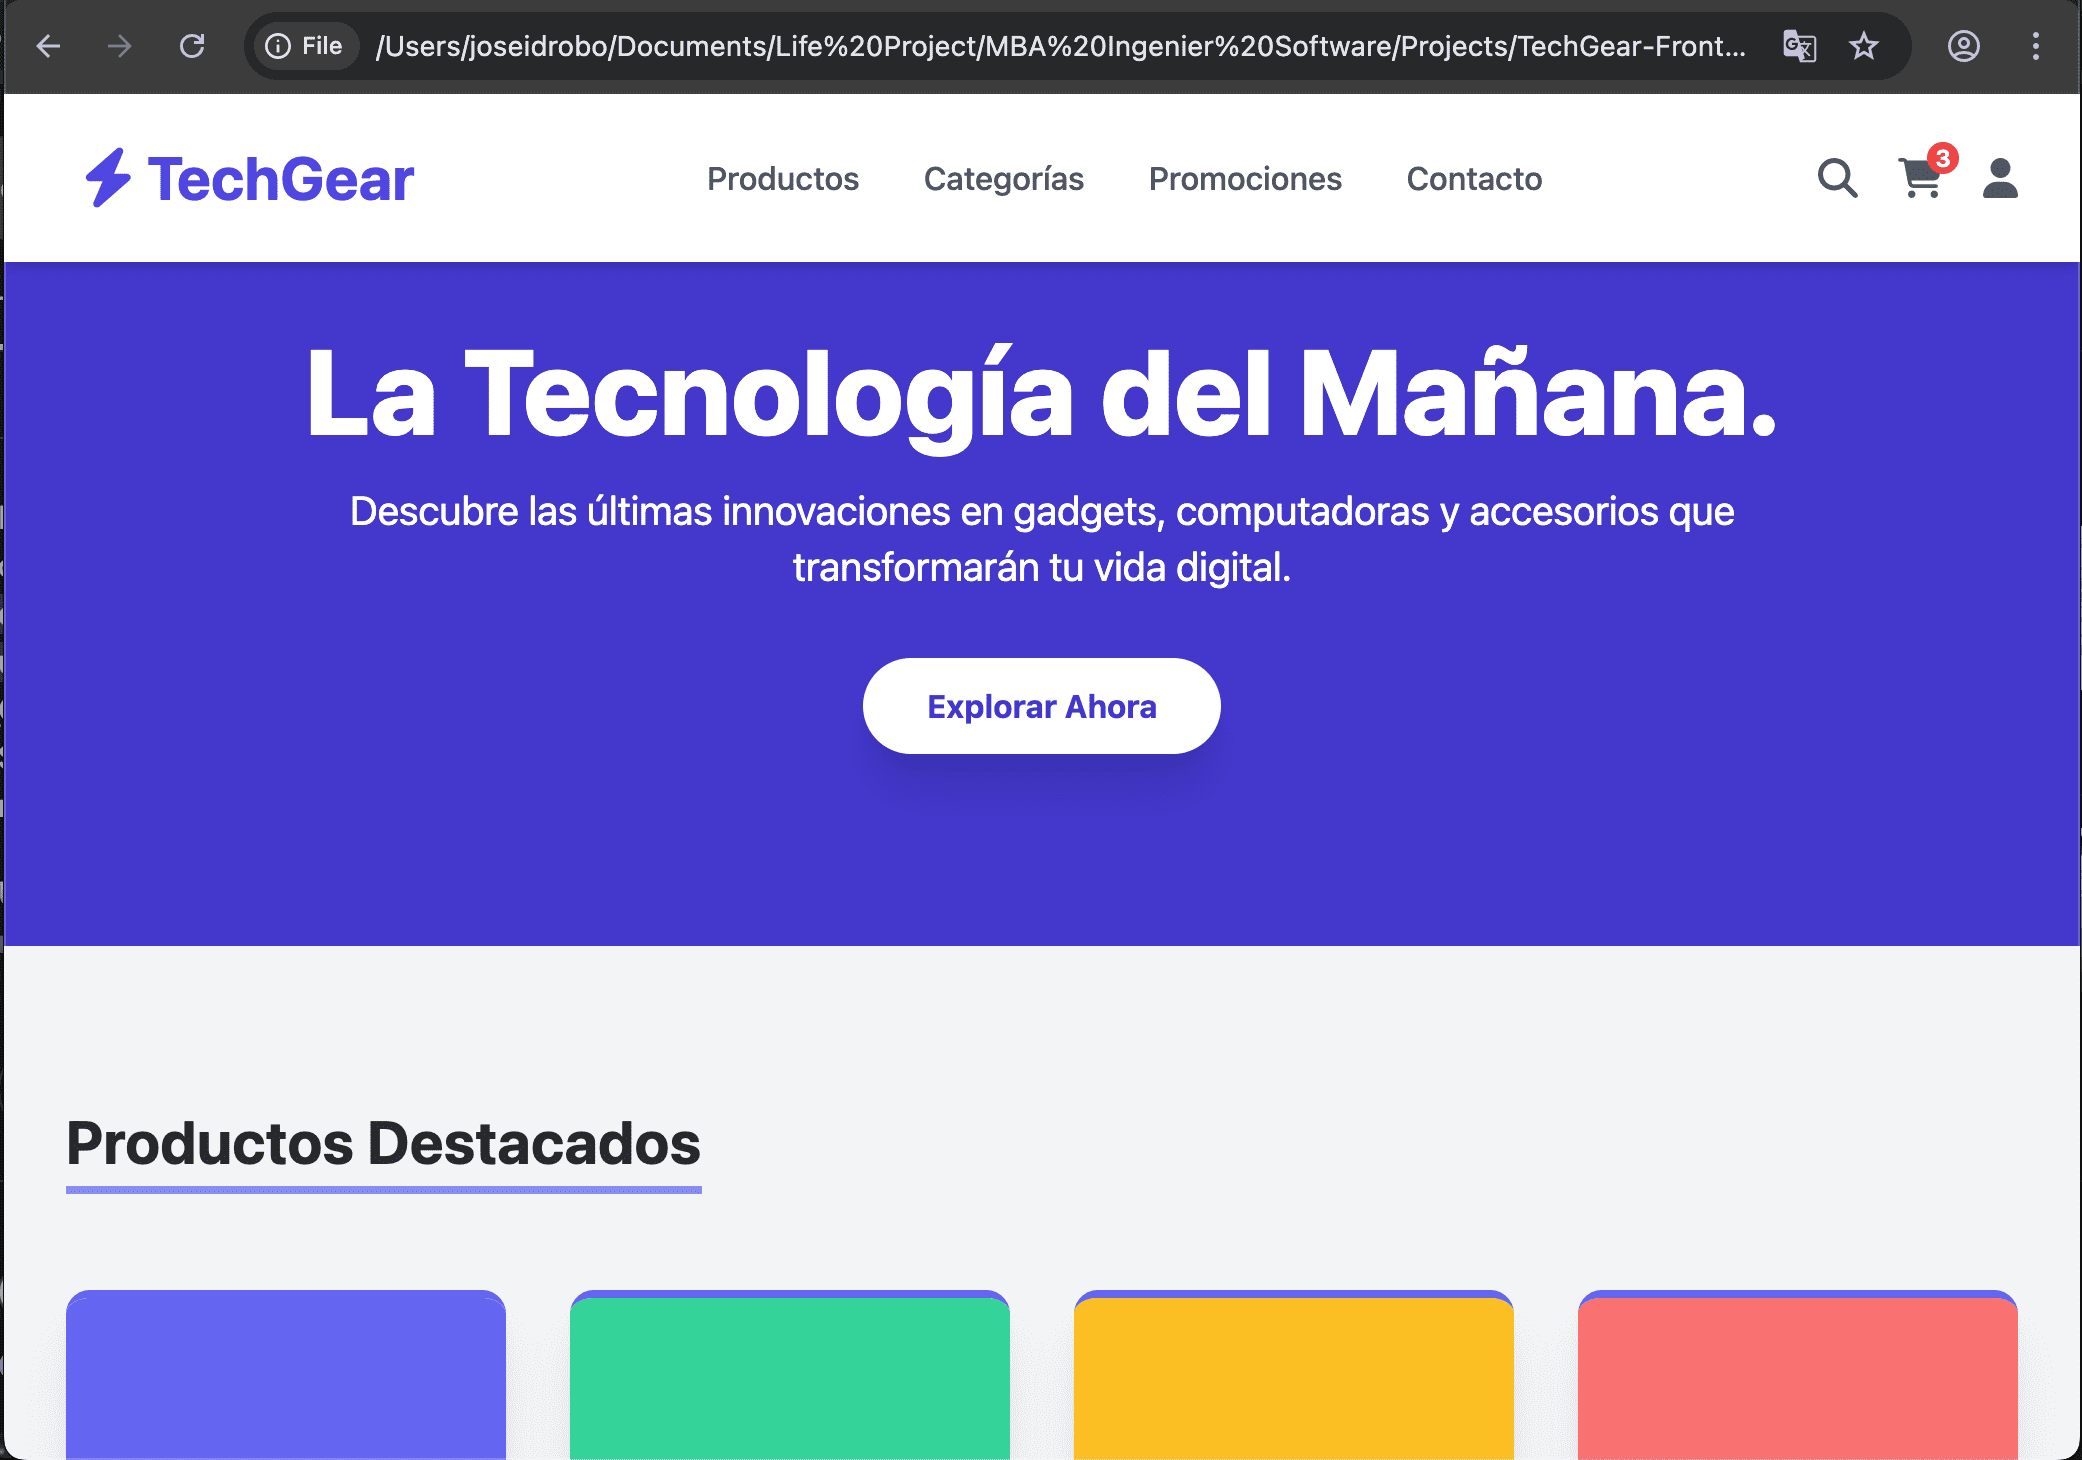 File
/Users/joseidrobo/Documents/Life%20Project/MBA%20Ingenier%20Software/Projects/TechGear-Front...
TechGear
Productos
Categorías
Promociones
Contacto
3
La Tecnología del Mañana.
Descubre las últimas innovaciones en gadgets, computadoras y accesorios que
transformarán tu vida digital.
Explorar Ahora
Productos Destacados